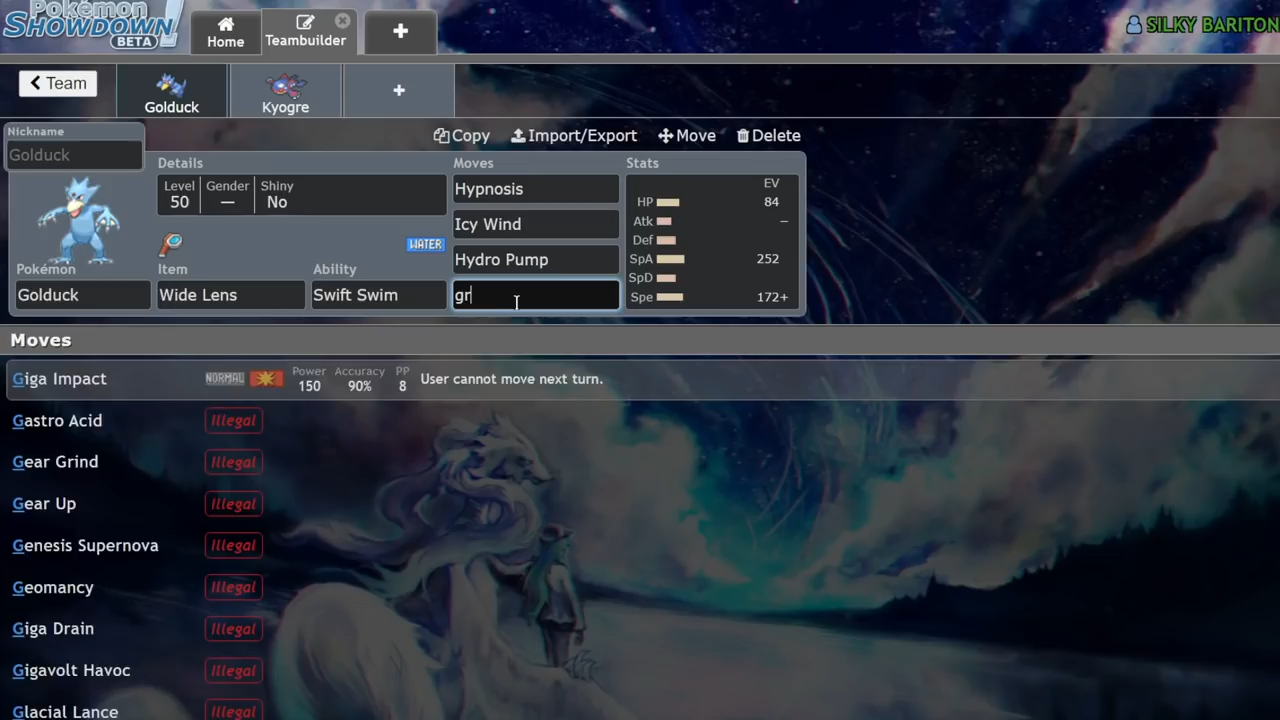 Pokémon
SHOWDOWN!
BETA
Home
Teambuilder
SILKY BARITON
Team
Golduck
Kyogre
Nickname
Golduck
Copy
Import/Export
Move
Delete
Details
Moves
Stats
Level
50
Gender
—
Shiny
No
WATER
Pokémon
Golduck
Item
Wide Lens
Ability
Swift Swim
Hypnosis
Icy Wind
Hydro Pump
gr
EV
HP 84
Atk –
Def
SpA 252
SpD
Spe 172+
Moves
Giga Impact NORMAL Power 150 Accuracy 90% PP 8 User cannot move next turn.
Gastro Acid Illegal
Gear Grind Illegal
Gear Up Illegal
Genesis Supernova Illegal
Geomancy Illegal
Giga Drain Illegal
Gigavolt Havoc Illegal
Glacial Lance Illegal